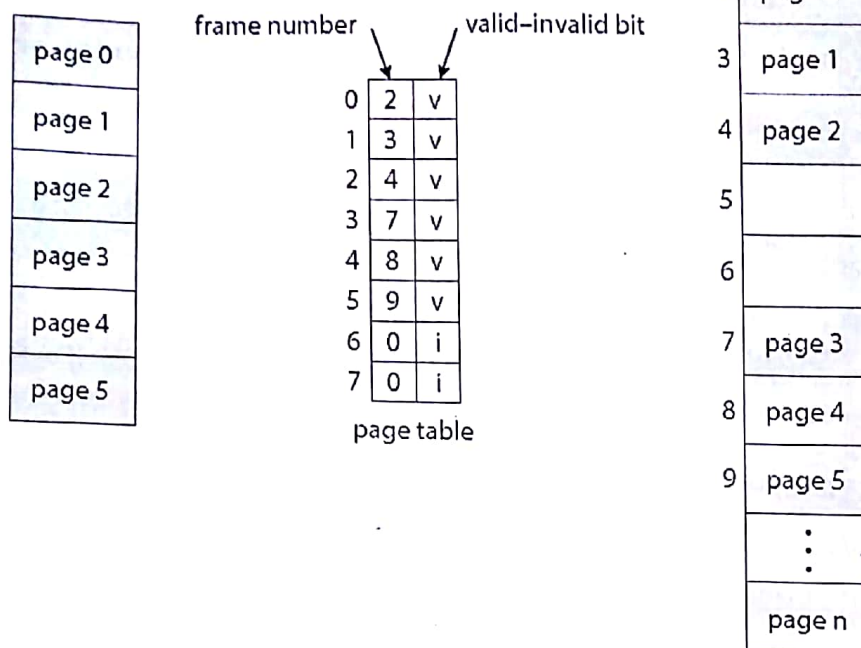 frame number
valid–invalid bit
page 0
page 1
page 2
page 3
page 4
page 5
0 2 v
1 3 v
2 4 v
3 7 v
4 8 v
5 9 v
6 0 i
7 0 i
page table
3 page 1
4 page 2
5
6
7 page 3
8 page 4
9 page 5
page n